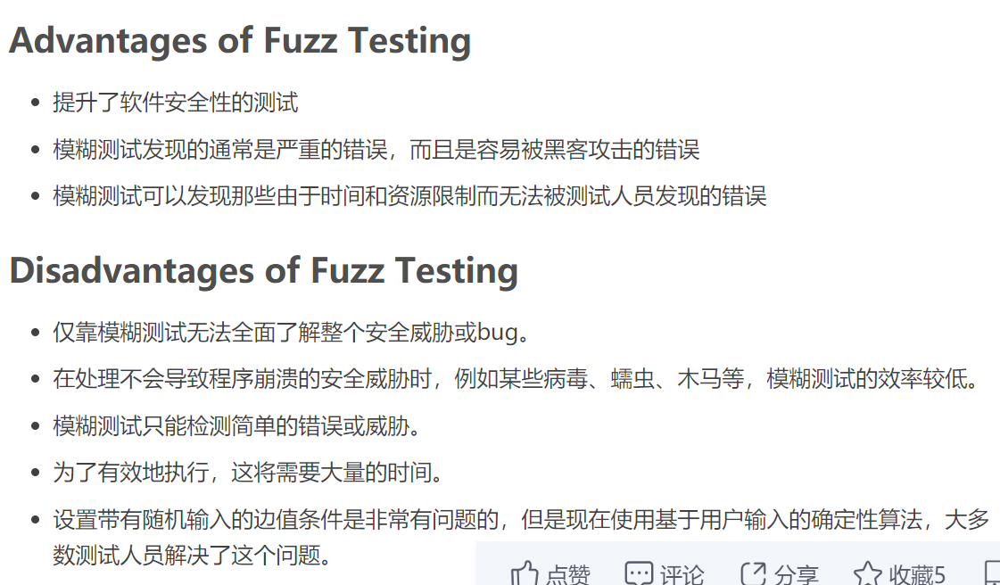 Advantages of Fuzz Testing
提升了软件安全性的测试
模糊测试发现的通常是严重的错误，而且是容易被黑客攻击的错误
模糊测试可以发现那些由于时间和资源限制而无法被测试人员发现的错误
Disadvantages of Fuzz Testing
仅靠模糊测试无法全面了解整个安全威胁或bug。
在处理不会导致程序崩溃的安全威胁时，例如某些病毒、蠕虫、木马等，模糊测试的效率较低。
模糊测试只能检测简单的错误或威胁。
为了有效地执行，这将需要大量的时间。
设置带有随机输入的边值条件是非常有问题的，但是现在使用基于用户输入的确定性算法，大多
数测试人员解决了这个问题。
点赞 评论 分享 收藏5